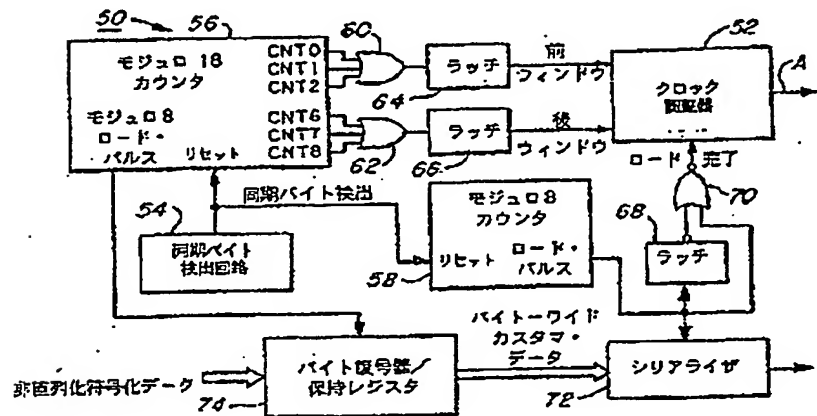 50
56
モジュロ 18
カウンタ
CNT0
CNT1
CNT2
モジュロ8
ロード・
パルス
リセット
CNT6
CNT7
CNT8
60
62
ラッチ
64
前
ウィンドウ
ラッチ
66
後
ウィンドウ
52
クロック
認証器
A
ロード
完了
54
同期バイト
検出回路
同期バイト検出
モジュロ8
カウンタ
リセット
ロード・
パルス
58
68
ラッチ
70
非直列化符号化データ
バイト復号器/
保持レジスタ
74
バイトーワイド
カスタマ・
データ
シリアライザ
72